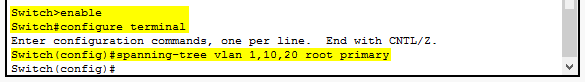 Switch>enable
Switch#configure terminal
Enter configuration commands, one per line.  End with CNTL/Z.
Switch(config)#spanning-tree vlan 1,10,20 root primary
Switch(config)#